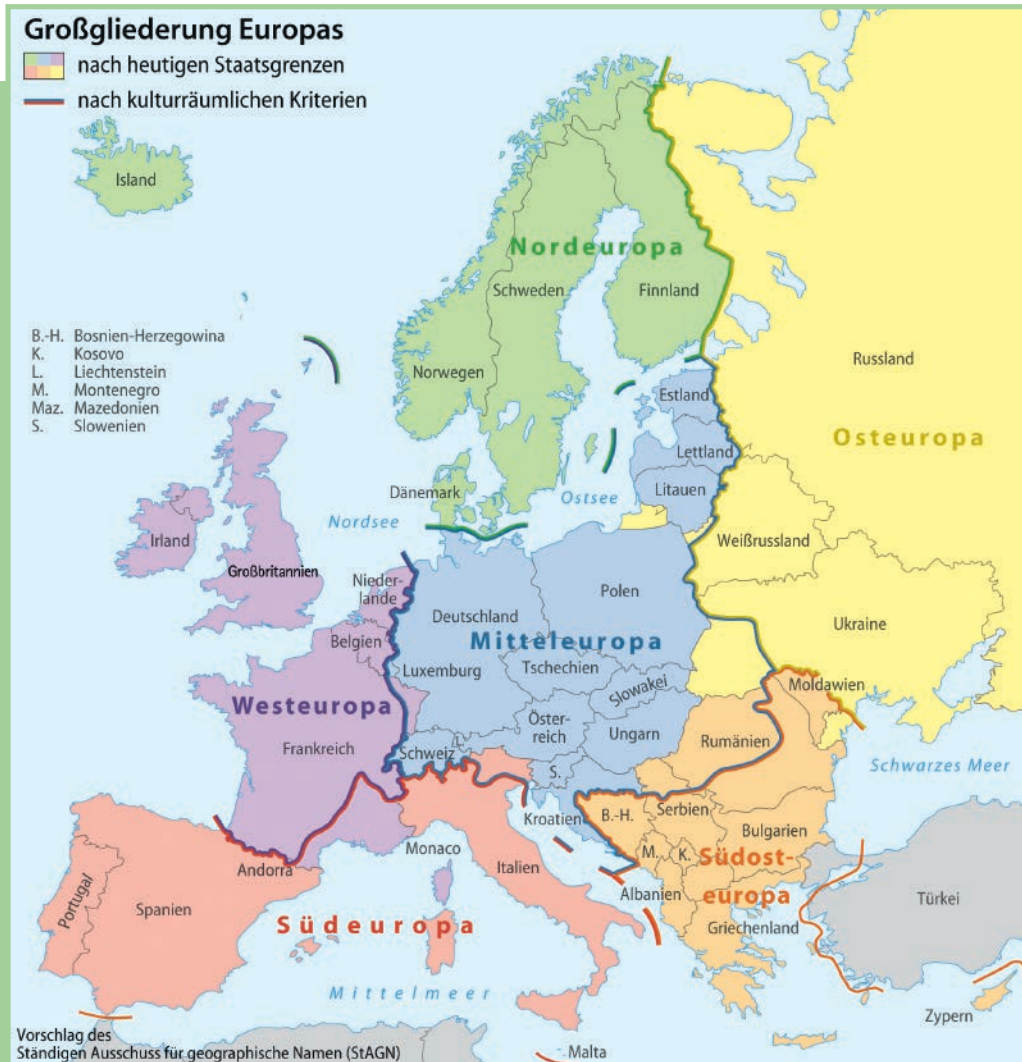 Großgliederung Europas
nach heutigen Staatsgrenzen
nach kulturräumlichen Kriterien
Island
Nordeuropa
Schweden
Finnland
Norwegen
B.-H. Bosnien-Herzegowina
K. Kosovo
L. Liechtenstein
M. Montenegro
Maz. Mazedonien
S. Slowenien
Russland
Osteuropa
Estland
Lettland
Litauen
Dänemark
Ostsee
Nordsee
Irland
Großbritannien
Weißrussland
Nieder-
lande
Belgien
Deutschland
Polen
Ukraine
Mitteleuropa
Luxemburg
Tschechien
Slowakei
Moldawien
Westeuropa
Frankreich
Schweiz
L.
Öster-
reich
Ungarn
Rumänien
S.
Kroatien
Schwarzes Meer
B.-H.
Serbien
Bulgarien
M.
K.
Südost-
europa
Monaco
Andorra
Italien
Albanien
Portugal
Spanien
Südeuropa
Griechenland
Türkei
Mittelmeer
Zypern
Malta
Vorschlag des
Ständigen Ausschuss für geographische Namen (StAGN)